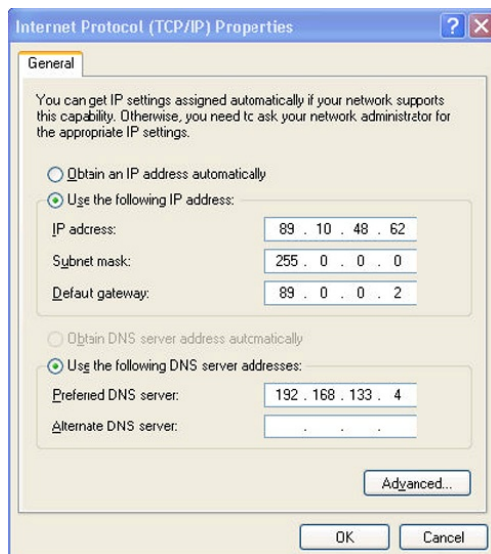 Internet Protocol (TCP/IP) Properties
General
You can get IP settings assigned automatically if your network supports
this capability. Otherwise, you need to ask your network administrator for
the appropriate IP settings.
Obtain an IP address automatically
Use the following IP address:
IP address: 89 . 10 . 48 . 62
Subnet mask: 255 . 0 . 0 . 0
Defaut gateway: 89 . 0 . 0 . 2
Obtain DNS server address automatically
Use the following DNS server addresses:
Preferred DNS server: 192 . 168 . 133 . 4
Alternate DNS server: . . .
Advanced...
OK Cancel